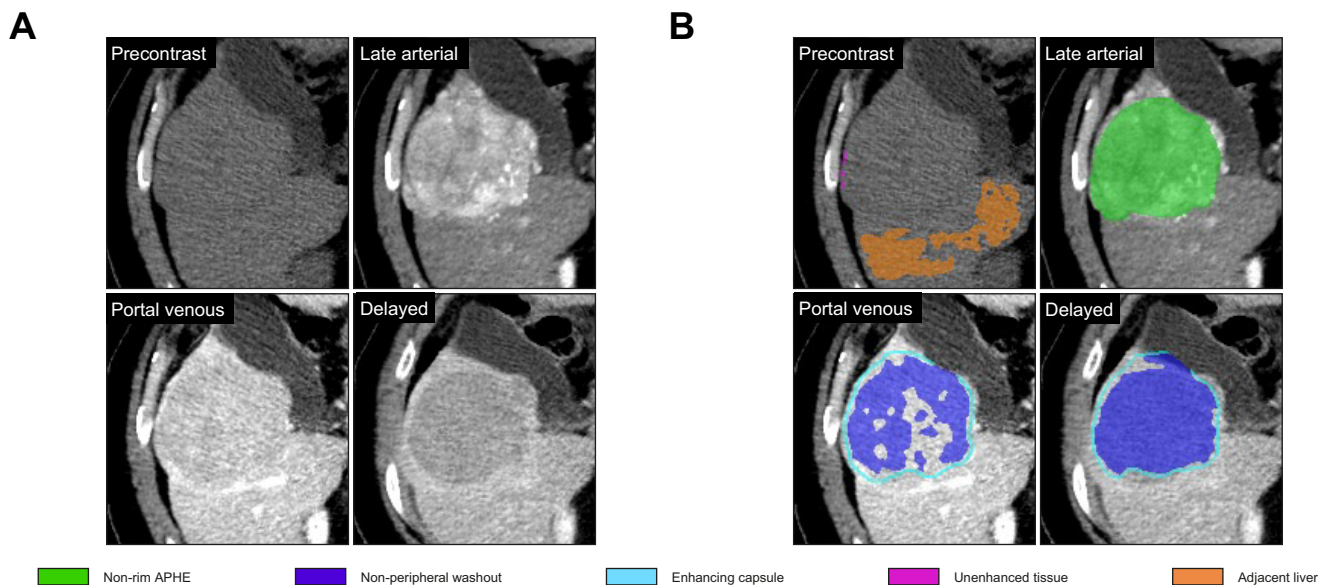 A
B
Precontrast
Late arterial
Precontrast
Late arterial
Portal venous
Delayed
Portal venous
Delayed
Non-rim APHE
Non-peripheral washout
Enhancing capsule
Unenhanced tissue
Adjacent liver